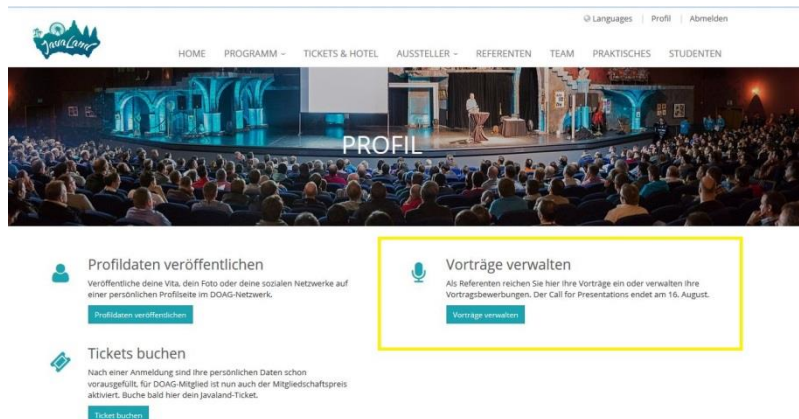 Languages | Profil | Abmelden
JavaLand
HOME PROGRAMM TICKETS & HOTEL AUSSTELLER REFERENTEN TEAM PRAKTISCHES STUDENTEN
PROFIL
Profildaten veröffentlichen
Veröffentliche deine Vita, dein Foto oder deine sozialen Netzwerke auf
einer persönlichen Profilseite im DOAG-Netzwerk.
Profildaten veröffentlichen
Vorträge verwalten
Als Referenten reichen Sie hier Ihre Vorträge ein oder verwalten Ihre
Vortragsbewerbungen. Der Call for Presentations endet am 16. August.
Vorträge verwalten
Tickets buchen
Nach einer Anmeldung sind Ihre persönlichen Daten schon
vorausgefüllt, für DOAG-Mitglied ist nun auch der Mitgliedschaftspreis
aktiviert. Buche bald hier dein Javaland-Ticket.
Ticket buchen